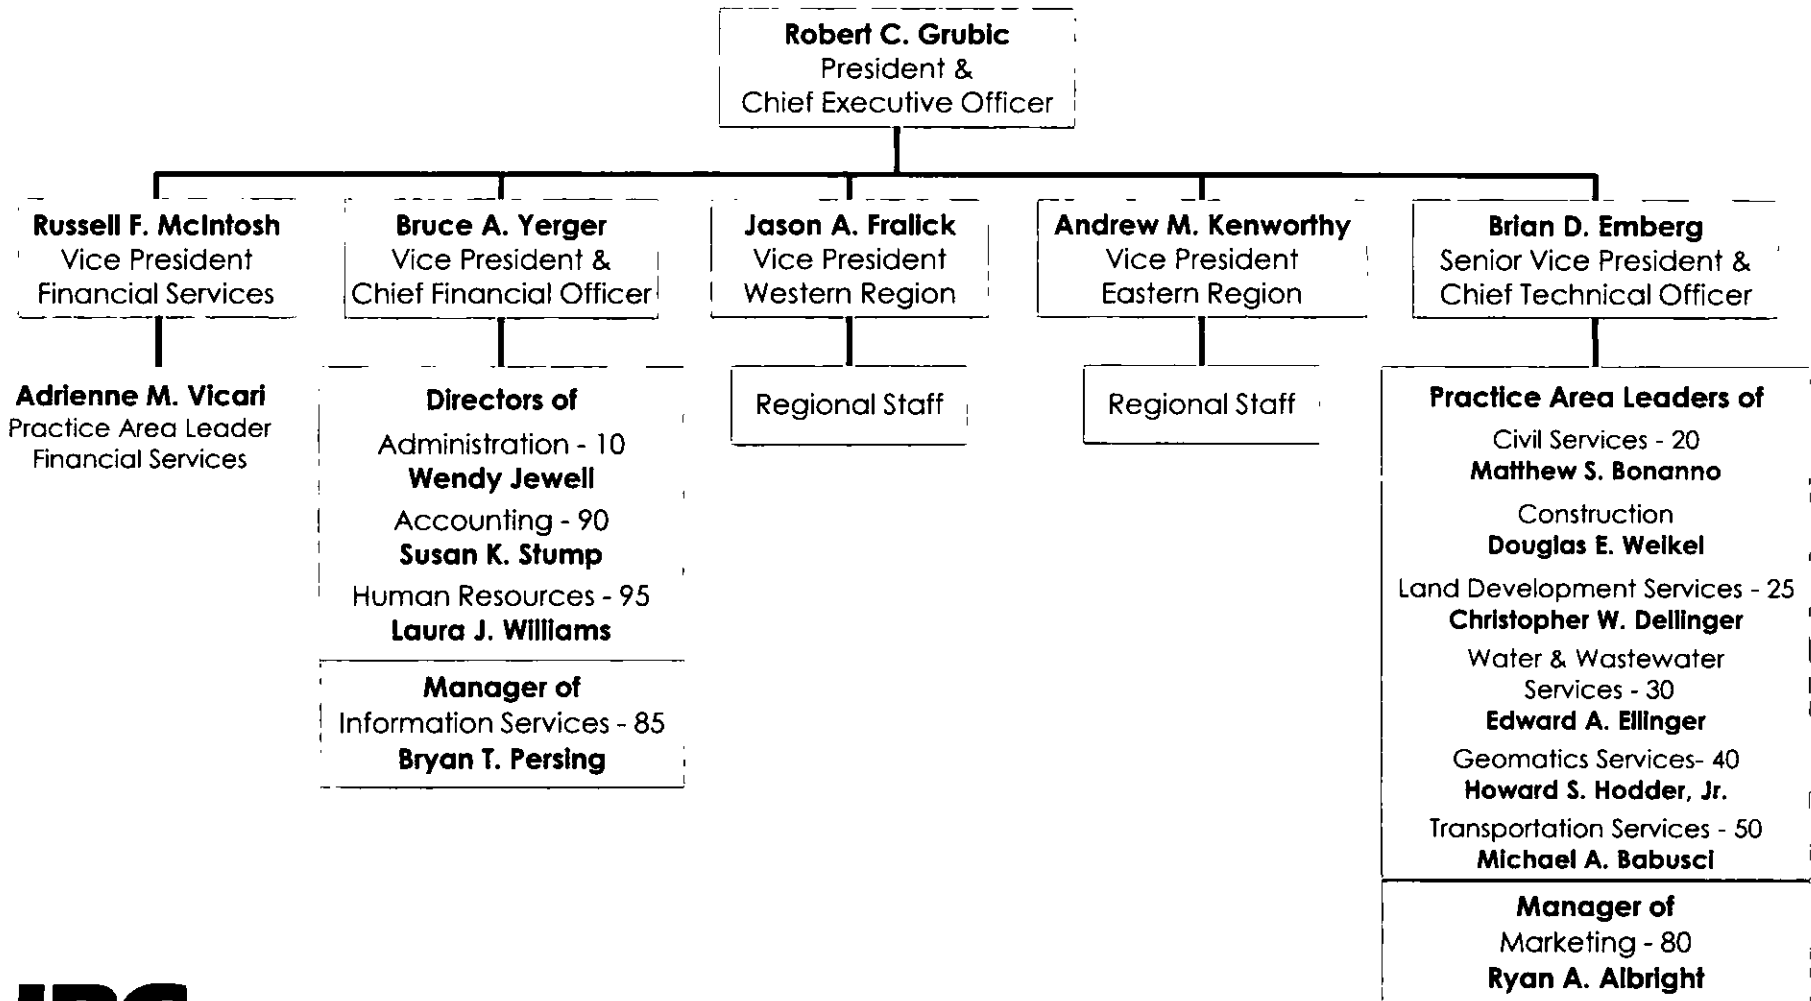 Robert C. Grubic
President &
Chief Executive Officer
Russell F. McIntosh
Vice President
Financial Services
Bruce A. Yerger
Vice President &
Chief Financial Officer
Jason A. Fralick
Vice President
Western Region
Andrew M. Kenworthy
Vice President
Eastern Region
Brian D. Emberg
Senior Vice President &
Chief Technical Officer
Adrienne M. Vicari
Practice Area Leader
Financial Services
Directors of
Administration - 10
Wendy Jewell
Accounting - 90
Susan K. Stump
Human Resources - 95
Laura J. Williams
Manager of
Information Services - 85
Bryan T. Persing
Regional Staff
Regional Staff
Practice Area Leaders of
Civil Services - 20
Matthew S. Bonanno
Construction
Douglas E. Weikel
Land Development Services - 25
Christopher W. Dellinger
Water & Wastewater
Services - 30
Edward A. Ellinger
Geomatics Services- 40
Howard S. Hodder, Jr.
Transportation Services - 50
Michael A. Babusci
Manager of
Marketing - 80
Ryan A. Albright